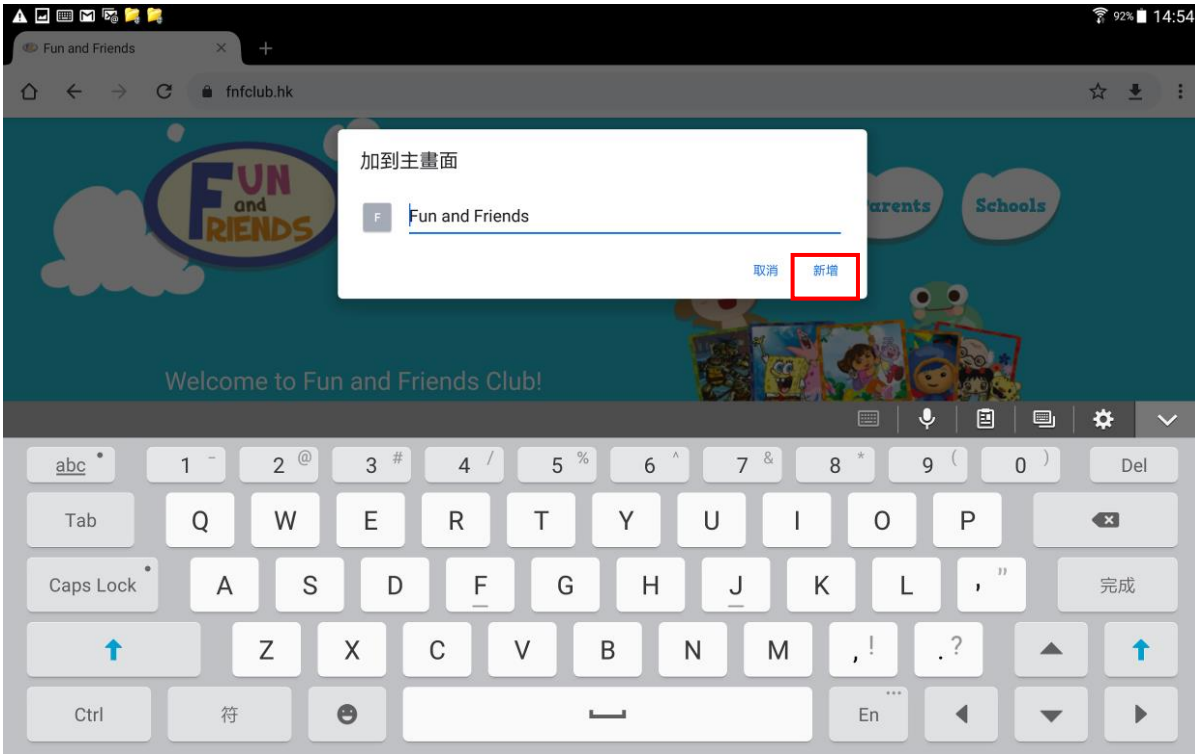 92% 14:54
Fun and Friends
fnfclub.hk
FUN
and
FRIENDS
加到主畫面
F Fun and Friends
取消 新增
Parents
Schools
Welcome to Fun and Friends Club!
abc 1 - 2 @ 3 # 4 / 5 % 6 ^ 7 & 8 * 9 ( 0 ) Del
Tab Q W E R T Y U I O P
Caps Lock A S D F G H J K L ' " 完成
Z X C V B N M , ! . ?
Ctrl 符 En